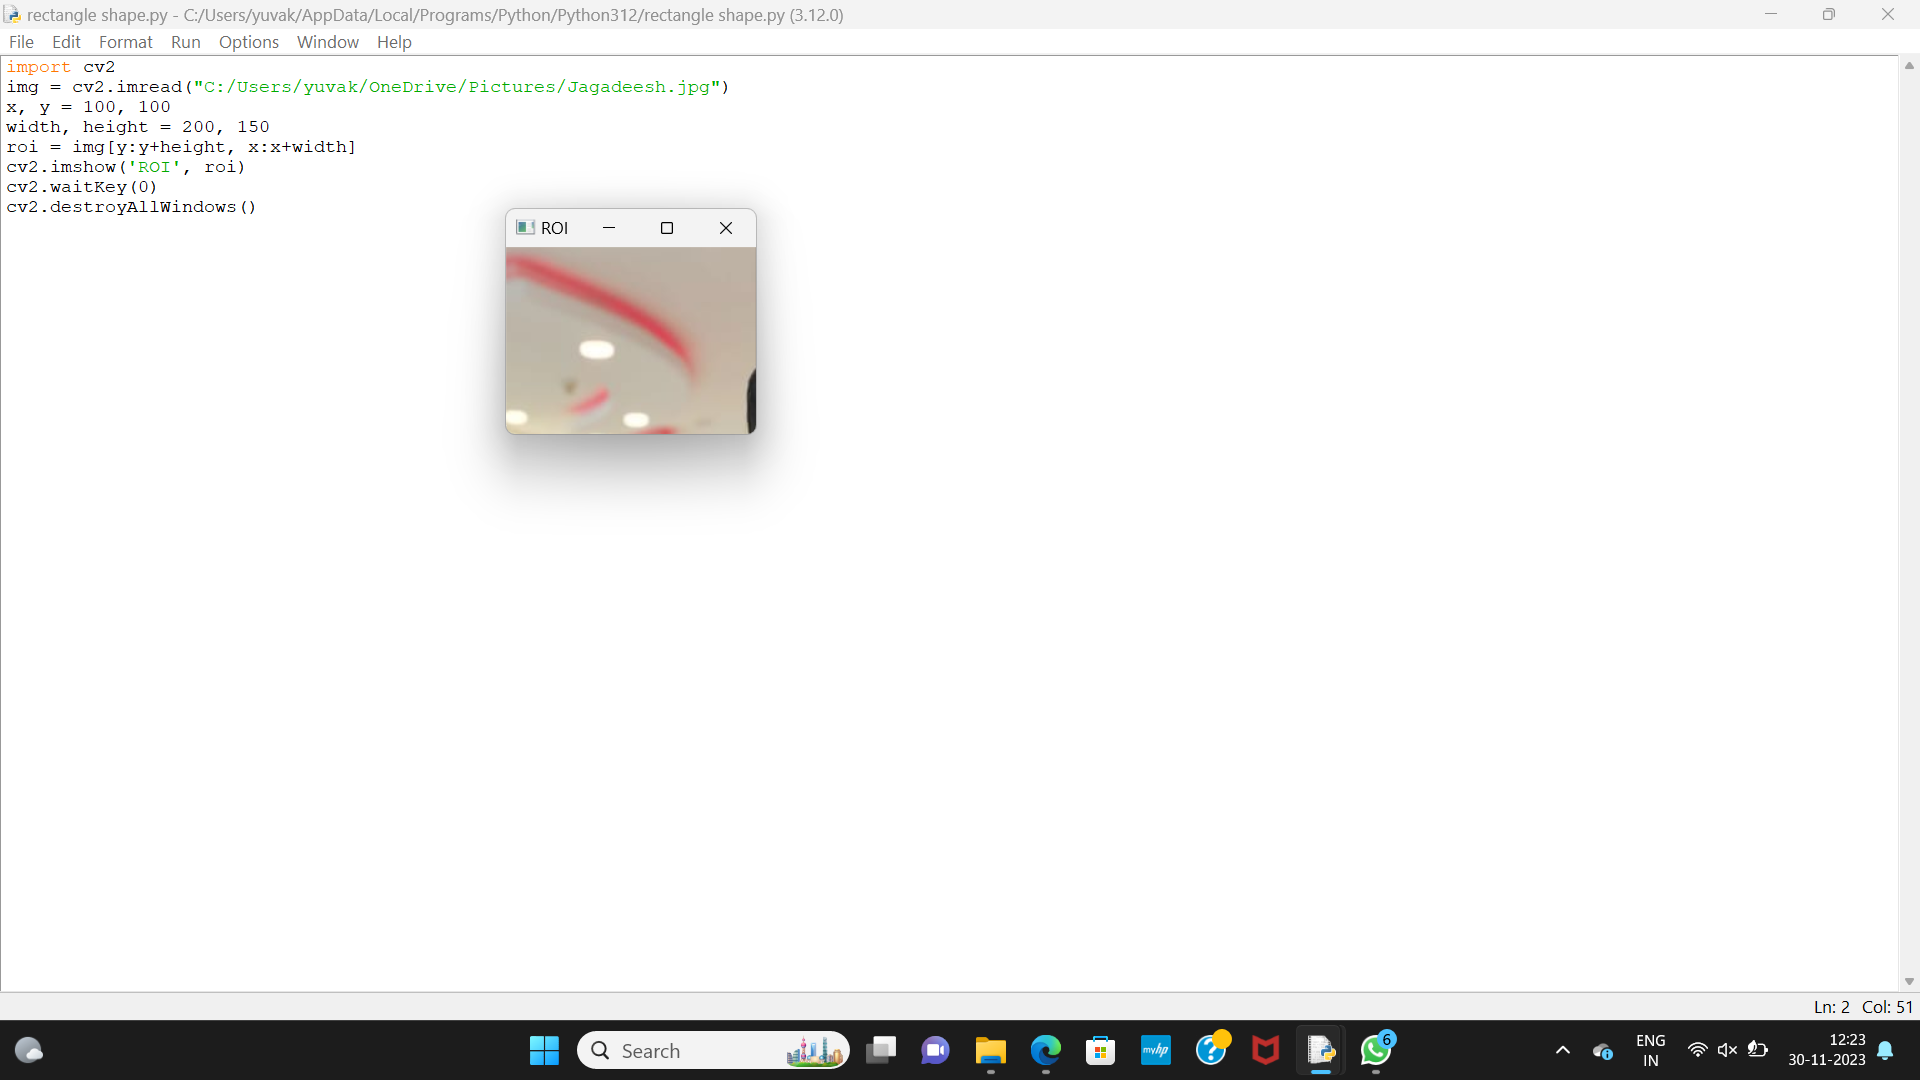 rectangle shape.py - C:/Users/yuvak/AppData/Local/Programs/Python/Python312/rectangle shape.py (3.12.0)
File Edit Format Run Options Window Help
import cv2
img = cv2.imread("C:/Users/yuvak/OneDrive/Pictures/Jagadeesh.jpg")
x, y = 100, 100
width, height = 200, 150
roi = img[y:y+height, x:x+width]
cv2.imshow('ROI', roi)
cv2.waitKey(0)
cv2.destroyAllWindows()
ROI
Ln: 2 Col: 51
Search
myhp
6
ENG
IN
12:23
30-11-2023